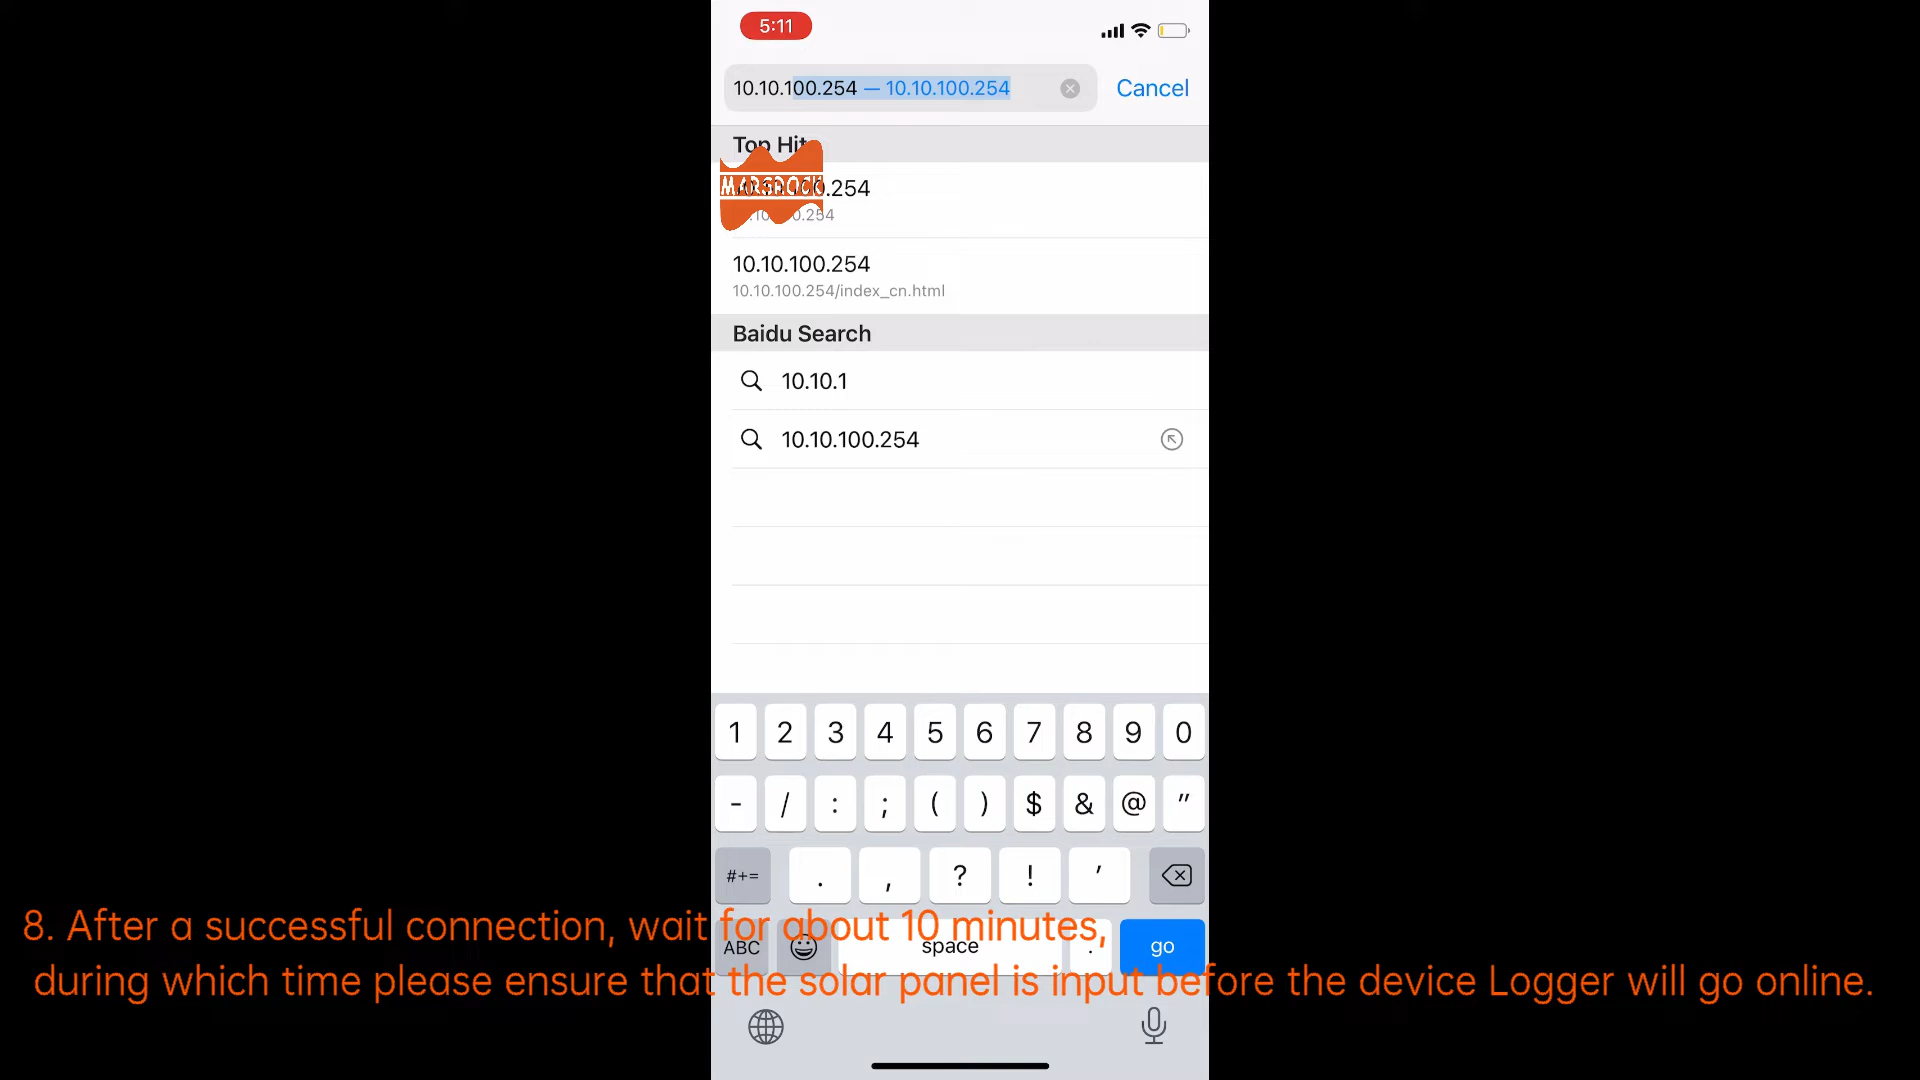 5:11
10.10.100.254 — 10.10.100.254
Cancel
Top Hit
MARSROCK
.254
0.254
10.10.100.254
10.10.100.254/index_cn.html
Baidu Search
10.10.1
10.10.100.254
1 2 3 4 5 6 7 8 9 0
- / : ; ( ) $ & @ "
#+= . , ? ! '
ABC space . go
8. After a successful connection, wait for about 10 minutes,
during which time please ensure that the solar panel is input before the device Logger will go online.